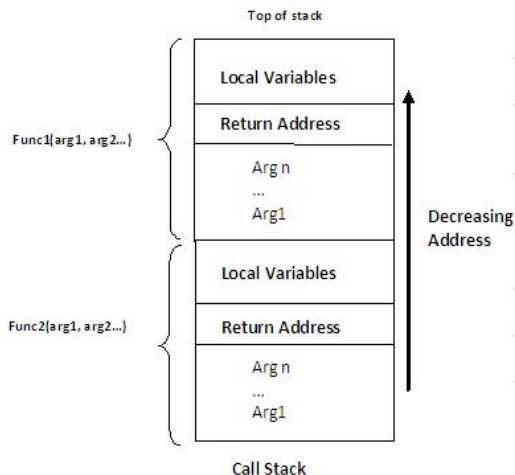 Top of stack
Func1(arg1, arg2...)
Local Variables
Return Address
Arg n
...
Arg1
Decreasing
Address
Func2(arg1, arg2...)
Local Variables
Return Address
Arg n
...
Arg1
Call Stack